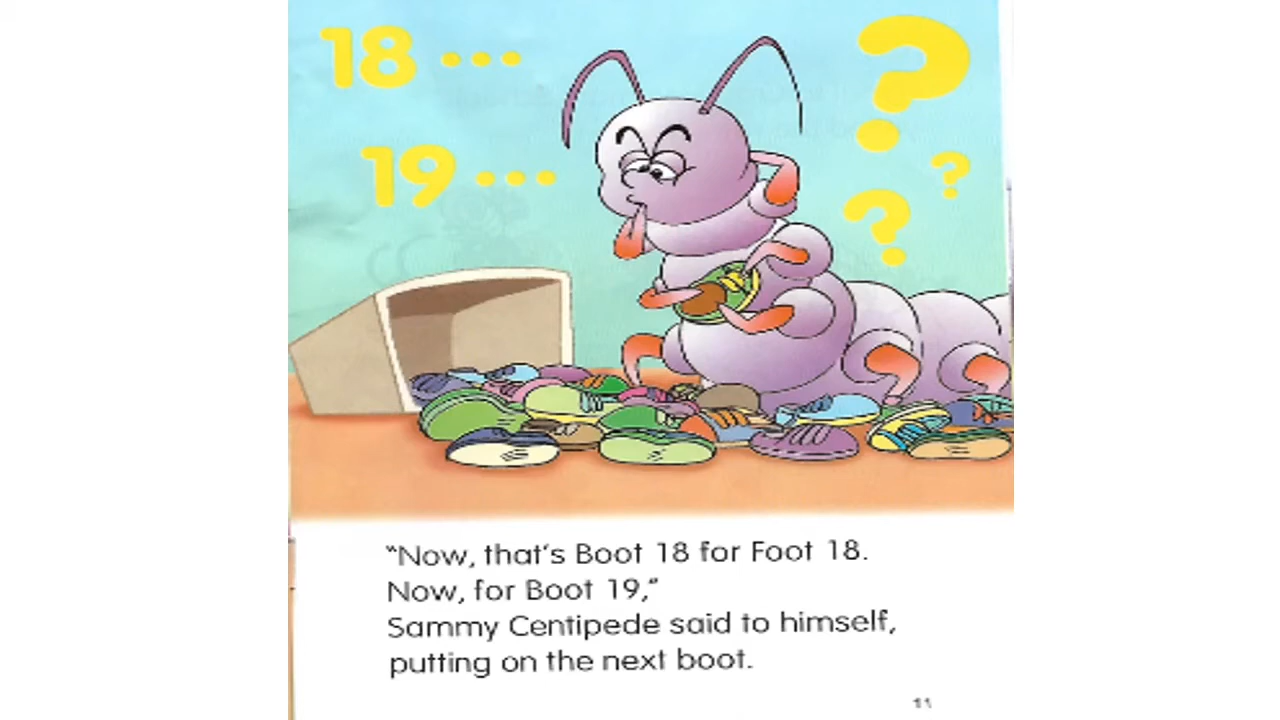 18 •••
?
19 •••
?
?
"Now, that's Boot 18 for Foot 18.
Now, for Boot 19,"
Sammy Centipede said to himself,
putting on the next boot.
11